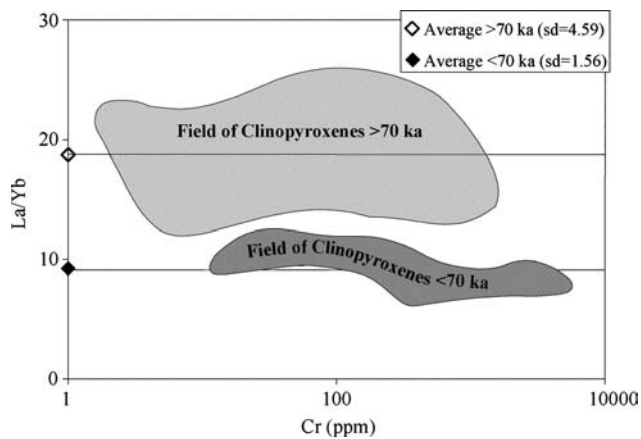 30
Average >70 ka (sd=4.59)
Average <70 ka (sd=1.56)
Field of Clinopyroxenes >70 ka
20
La/Yb
10
Field of Clinopyroxenes <70 ka
0
1
100
10000
Cr (ppm)